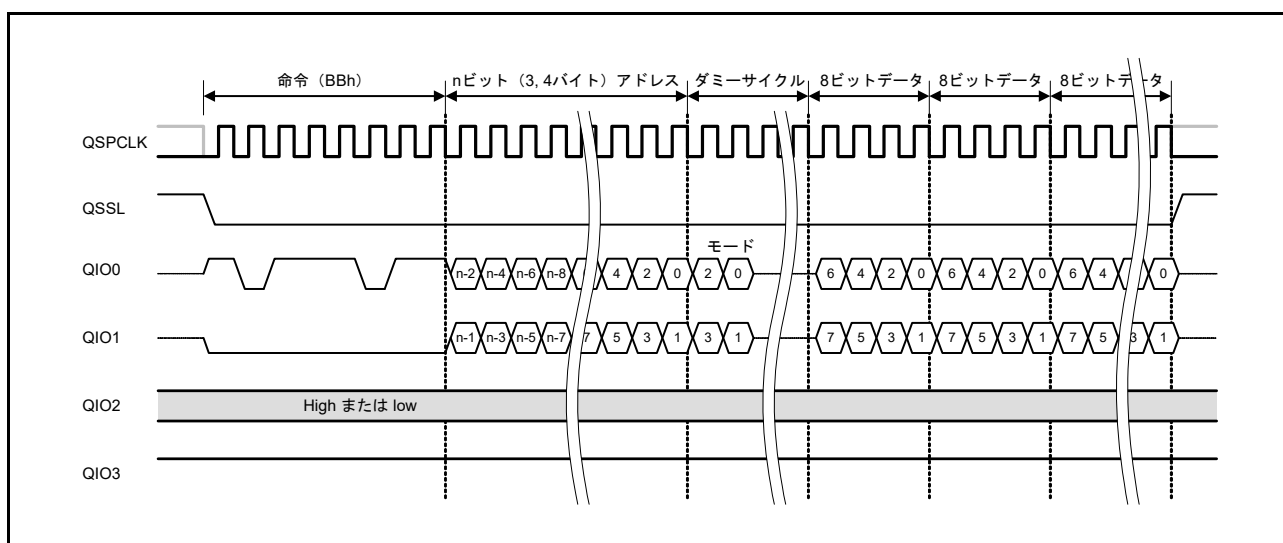 命令（BBh） nビット（3, 4バイト）アドレス ダミーサイクル 8ビットデータ 8ビットデータ 8ビットデータ
QSPCLK
QSSL
モード
QIO0 n-2 n-4 n-6 n-8 4 2 0 2 0 6 4 2 0 6 4 2 0 6 4 0
QIO1 n-1 n-3 n-5 n-7 7 5 3 1 3 1 7 5 3 1 7 5 3 1 7 5 3 1
QIO2 High または low
QIO3